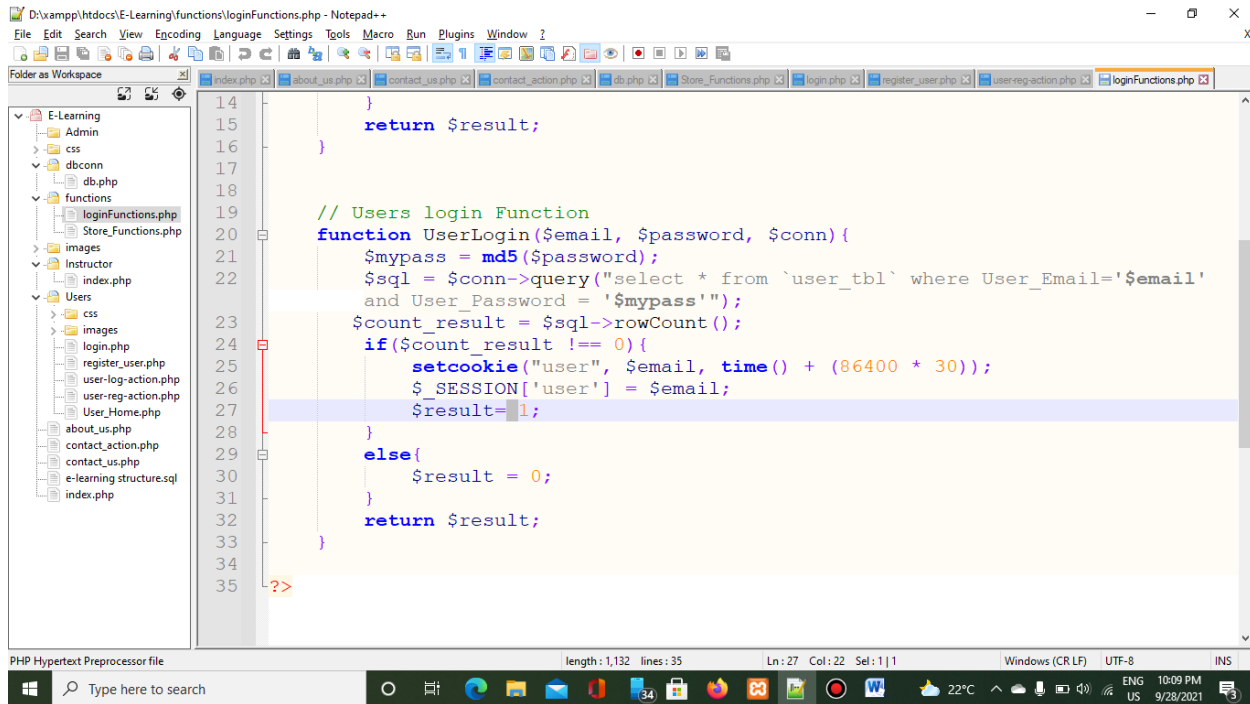 D:\xampp\htdocs\E-Learning\functions\loginFunctions.php - Notepad++
File Edit Search View Encoding Language Settings Tools Macro Run Plugins Window ?
X
Folder as Workspace
index.php about_us.php contact_us.php contact_action.php db.php Store_Functions.php login.php register_user.php user-reg-action.php loginFunctions.php
E-Learning
Admin
css
dbconn
db.php
functions
loginFunctions.php
Store_Functions.php
images
Instructor
index.php
Users
css
images
login.php
register_user.php
user-log-action.php
user-reg-action.php
User_Home.php
about_us.php
contact_action.php
contact_us.php
e-learning structure.sql
index.php
14 }
15 return $result;
16 }
17
18
19 // Users login Function
20 function UserLogin($email, $password, $conn){
21 $mypass = md5($password);
22 $sql = $conn->query("select * from `user_tbl` where User_Email='$email'
and User_Password = '$mypass'");
23 $count_result = $sql->rowCount();
24 if($count_result !== 0){
25 setcookie("user", $email, time() + (86400 * 30));
26 $_SESSION['user'] = $email;
27 $result= 1;
28 }
29 else{
30 $result = 0;
31 }
32 return $result;
33 }
34
35 ?>
PHP Hypertext Preprocessor file length : 1,132 lines : 35 Ln : 27 Col : 22 Sel : 1 | 1 Windows (CR LF) UTF-8 INS
Type here to search
34
22°C
ENG
US
10:09 PM
9/28/2021
3